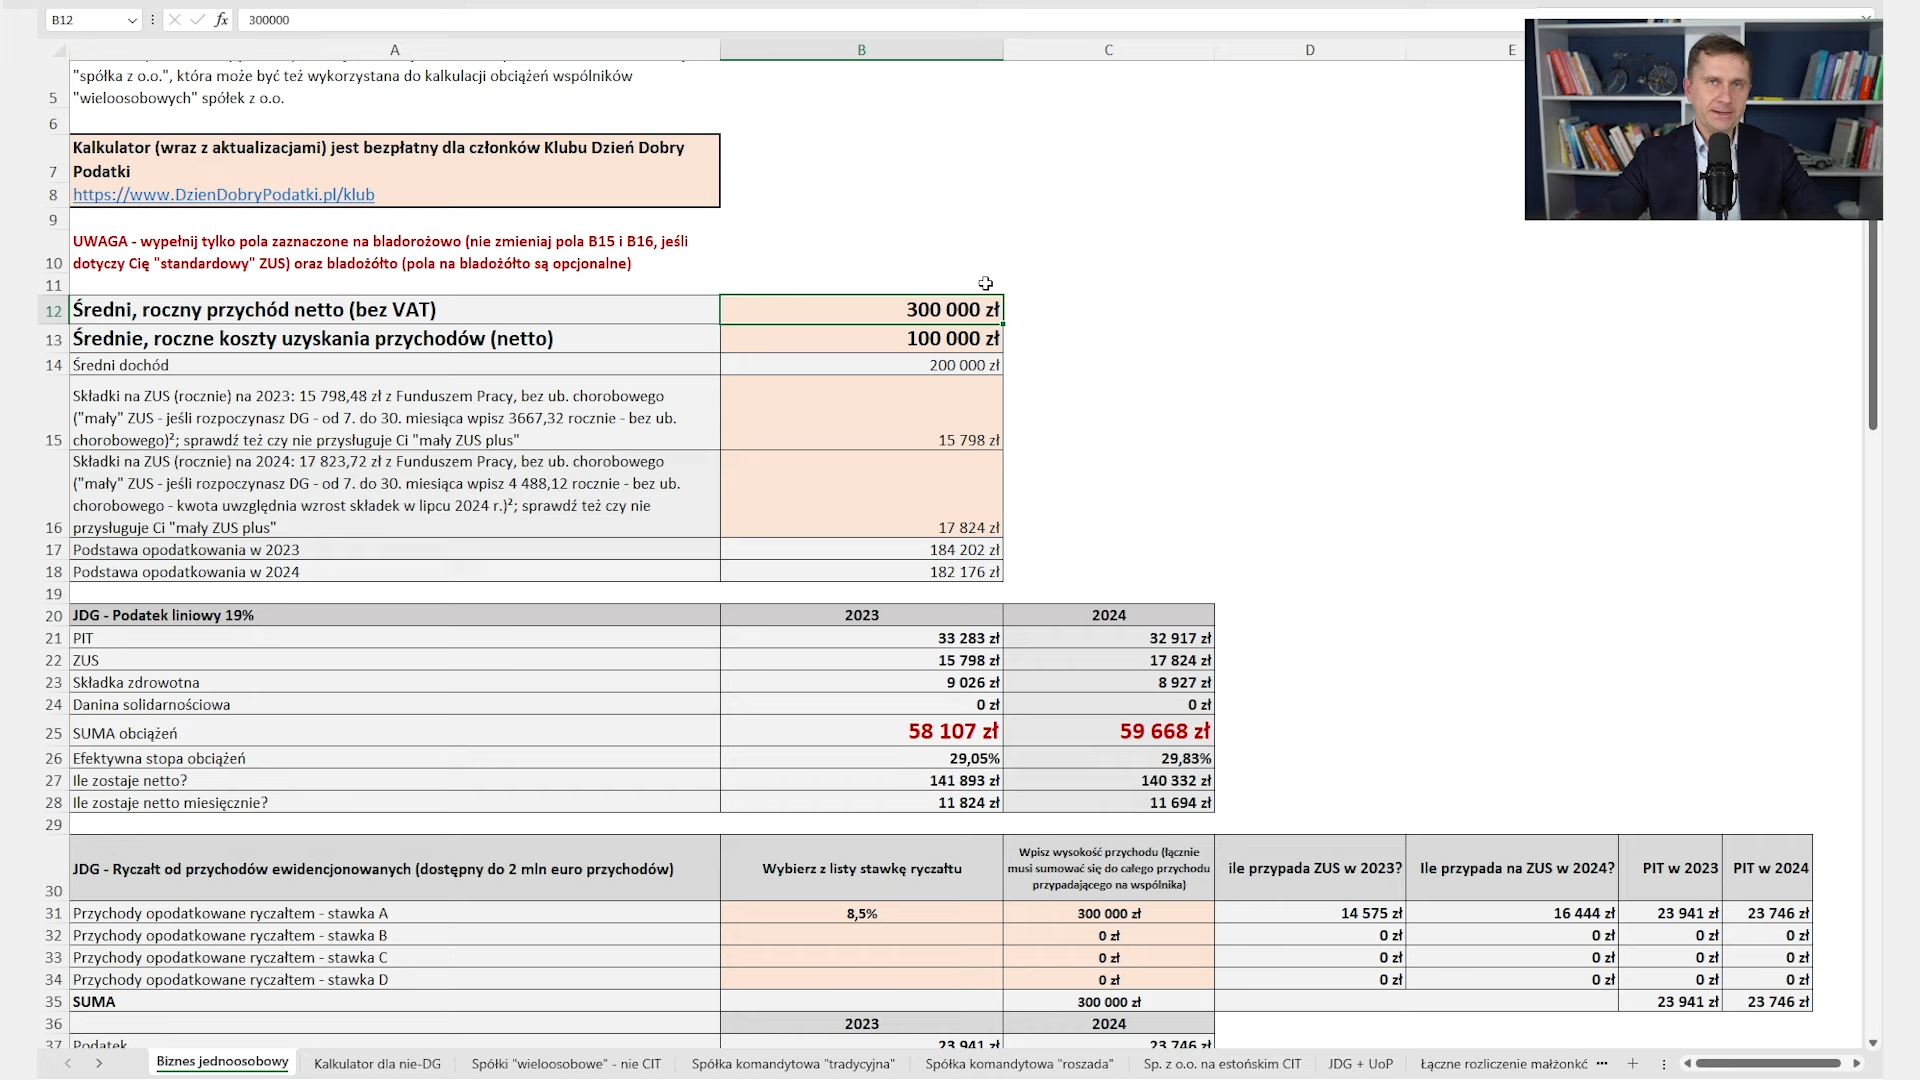 B12
fx
300000
A
B
C
D
E
"spółka z o.o.", która może być też wykorzystana do kalkulacji obciążeń wspólników
5
"wieloosobowych" spółek z o.o.
6
Kalkulator (wraz z aktualizacjami) jest bezpłatny dla członków Klubu Dzień Dobry
7
Podatki
8
https://www.DzienDobryPodatki.pl/klub
9
UWAGA - wypełnij tylko pola zaznaczone na bladorożowo (nie zmieniaj pola B15 i B16, jeśli
10
dotyczy Cię "standardowy" ZUS) oraz bladożółto (pola na bladożółto są opcjonalne)
11
12 Średni, roczny przychód netto (bez VAT) 300 000 zł
13 Średnie, roczne koszty uzyskania przychodów (netto) 100 000 zł
14 Średni dochód 200 000 zł
Składki na ZUS (rocznie) na 2023: 15 798,48 zł z Funduszem Pracy, bez ub. chorobowego
("mały" ZUS - jeśli rozpoczynasz DG - od 7. do 30. miesiąca wpisz 3667,32 rocznie - bez ub.
15 chorobowego)²; sprawdź też czy nie przysługuje Ci "mały ZUS plus" 15 798 zł
Składki na ZUS (rocznie) na 2024: 17 823,72 zł z Funduszem Pracy, bez ub. chorobowego
("mały" ZUS - jeśli rozpoczynasz DG - od 7. do 30. miesiąca wpisz 4 488,12 rocznie - bez ub.
chorobowego - kwota uwzględnia wzrost składek w lipcu 2024 r.)²; sprawdź też czy nie
16 przysługuje Ci "mały ZUS plus" 17 824 zł
17 Podstawa opodatkowania w 2023 184 202 zł
18 Podstawa opodatkowania w 2024 182 176 zł
19
20 JDG - Podatek liniowy 19% 2023 2024
21 PIT 33 283 zł 32 917 zł
22 ZUS 15 798 zł 17 824 zł
23 Składka zdrowotna 9 026 zł 8 927 zł
24 Danina solidarnościowa 0 zł 0 zł
25 SUMA obciążeń 58 107 zł 59 668 zł
26 Efektywna stopa obciążeń 29,05% 29,83%
27 Ile zostaje netto? 141 893 zł 140 332 zł
28 Ile zostaje netto miesięcznie? 11 824 zł 11 694 zł
29
30 JDG - Ryczałt od przychodów ewidencjonowanych (dostępny do 2 mln euro przychodów)
Wybierz z listy stawkę ryczałtu
Wpisz wysokość przychodu (łącznie
musi sumować się do całego przychodu
przypadającego na wspólnika)
ile przypada ZUS w 2023?
Ile przypada na ZUS w 2024?
PIT w 2023
PIT w 2024
31 Przychody opodatkowane ryczałtem - stawka A 8,5% 300 000 zł 14 575 zł 16 444 zł 23 941 zł 23 746 zł
32 Przychody opodatkowane ryczałtem - stawka B 0 zł 0 zł 0 zł 0 zł 0 zł
33 Przychody opodatkowane ryczałtem - stawka C 0 zł 0 zł 0 zł 0 zł 0 zł
34 Przychody opodatkowane ryczałtem - stawka D 0 zł 0 zł 0 zł 0 zł 0 zł
35 SUMA 300 000 zł 23 941 zł 23 746 zł
36 2023 2024
37 Podatek 23 941 zł 23 746 zł
Biznes jednoosobowy
Kalkulator dla nie-DG
Spółki "wieloosobowe" - nie CIT
Spółka komandytowa "tradycyjna"
Spółka komandytowa "roszada"
Sp. z o.o. na estońskim CIT
JDG + UoP
Łączne rozliczenie małżonkć